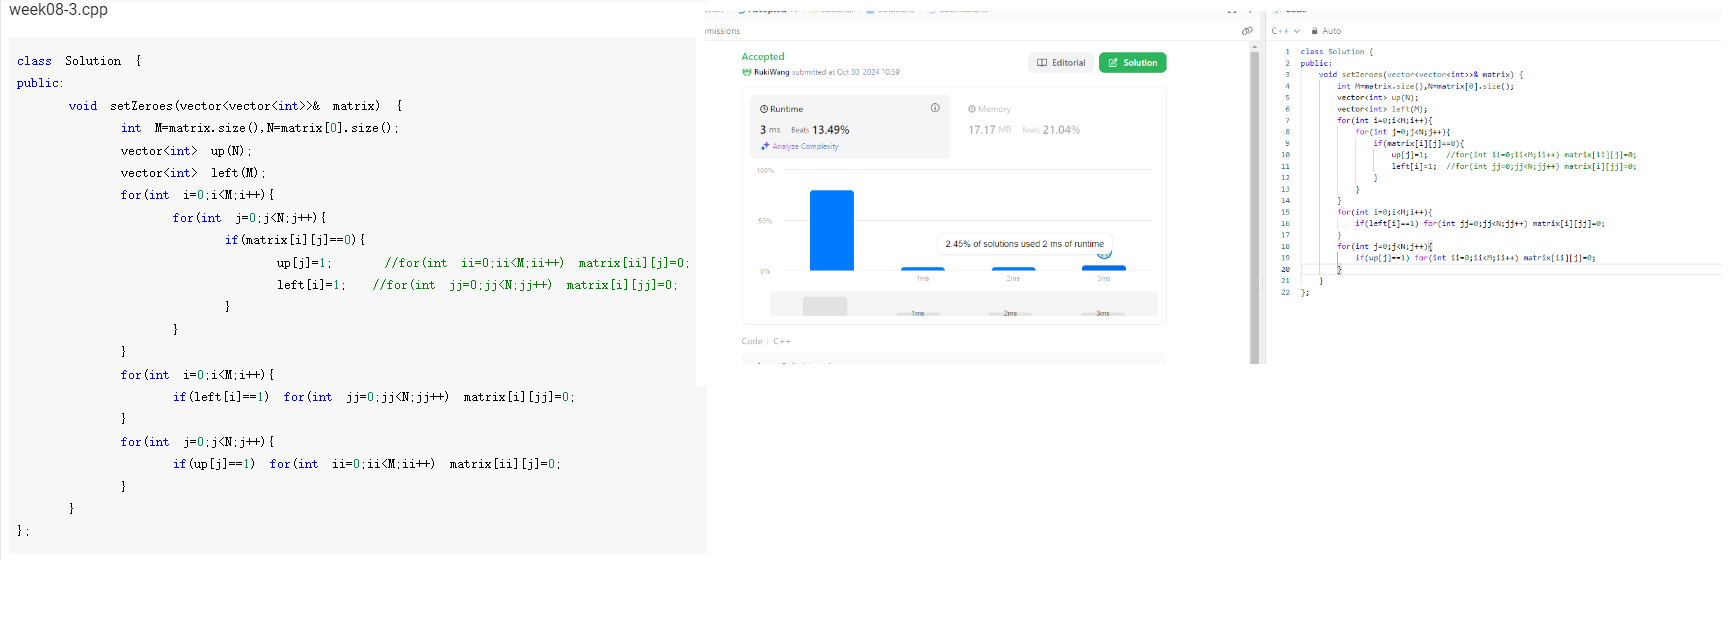 week08-3.cpp
class Solution {
public:
void setZeroes(vector<vector<int>>& matrix) {
int M=matrix.size(),N=matrix[0].size();
vector<int> up(N);
vector<int> left(M);
for(int i=0;i<M;i++){
for(int j=0;j<N;j++){
if(matrix[i][j]==0){
up[j]=1; //for(int ii=0;ii<M;ii++) matrix[ii][j]=0;
left[i]=1; //for(int jj=0;jj<N;jj++) matrix[i][jj]=0;
}
}
}
for(int i=0;i<M;i++){
if(left[i]==1) for(int jj=0;jj<N;jj++) matrix[i][jj]=0;
}
for(int j=0;j<N;j++){
if(up[j]==1) for(int ii=0;ii<M;ii++) matrix[ii][j]=0;
}
}
};
missions
Accepted
RukiWang submitted at Oct 30, 2024 10:59
Editorial
Solution
Runtime
3 ms Beats 13.49%
Analyze Complexity
Memory
17.17 MB Beats 21.04%
100%
50%
0%
2.45% of solutions used 2 ms of runtime
1ms 2ms 3ms
1ms 2ms 3ms
Code C++
C++ Auto
1 class Solution {
2 public:
3 void setZeroes(vector<vector<int>>& matrix) {
4 int M=matrix.size(),N=matrix[0].size();
5 vector<int> up(N);
6 vector<int> left(M);
7 for(int i=0;i<M;i++){
8 for(int j=0;j<N;j++){
9 if(matrix[i][j]==0){
10 up[j]=1; //for(int ii=0;ii<M;ii++) matrix[ii][j]=0;
11 left[i]=1; //for(int jj=0;jj<N;jj++) matrix[i][jj]=0;
12 }
13 }
14 }
15 for(int i=0;i<M;i++){
16 if(left[i]==1) for(int jj=0;jj<N;jj++) matrix[i][jj]=0;
17 }
18 for(int j=0;j<N;j++){
19 if(up[j]==1) for(int ii=0;ii<M;ii++) matrix[ii][j]=0;
20 }
21 }
22 };